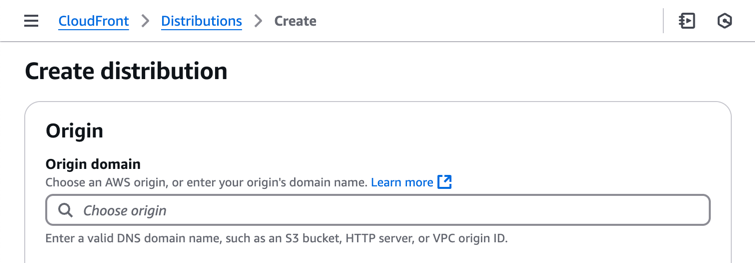 CloudFront > Distributions > Create
Create distribution
Origin
Origin domain
Choose an AWS origin, or enter your origin's domain name. Learn more
Choose origin
Enter a valid DNS domain name, such as an S3 bucket, HTTP server, or VPC origin ID.